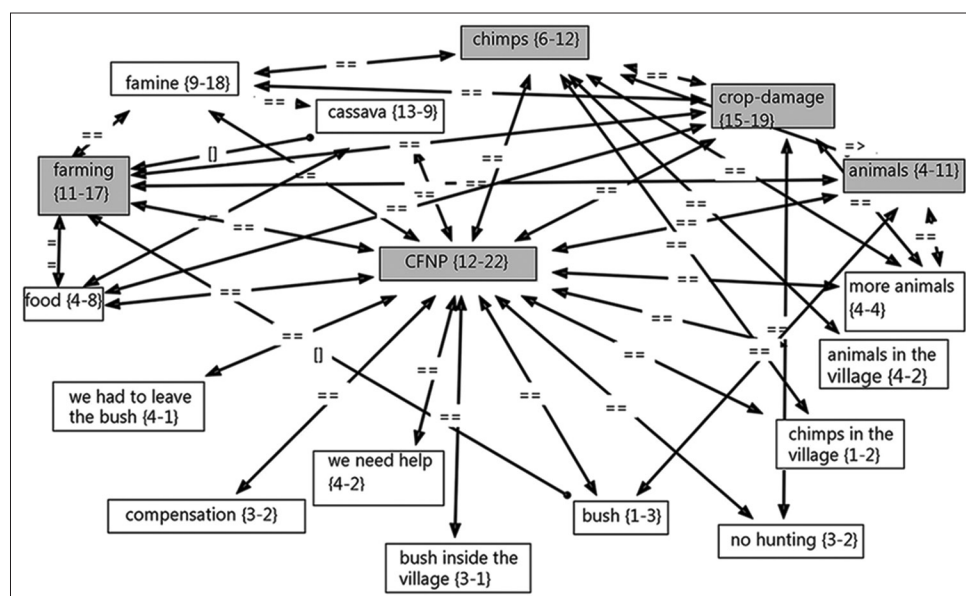 chimps {6-12}
famine {9-18}
==
==
==
==
crop-damage
{15-19}
cassava {13-9}
==
==
[]
==
=>
farming
{11-17}
==
==
==
animals {4-11}
==
==
==
==
==
==
==
==
=
=
CFNP {12-22}
food {4-8}
==
==
more animals
{4-4}
==
==
==
[]
==
==
animals in the
village {4-2}
we had to leave
the bush {4-1}
==
==
==
==
==
chimps in the
village {1-2}
we need help
{4-2}
compensation {3-2}
bush {1-3}
no hunting {3-2}
bush inside the
village {3-1}